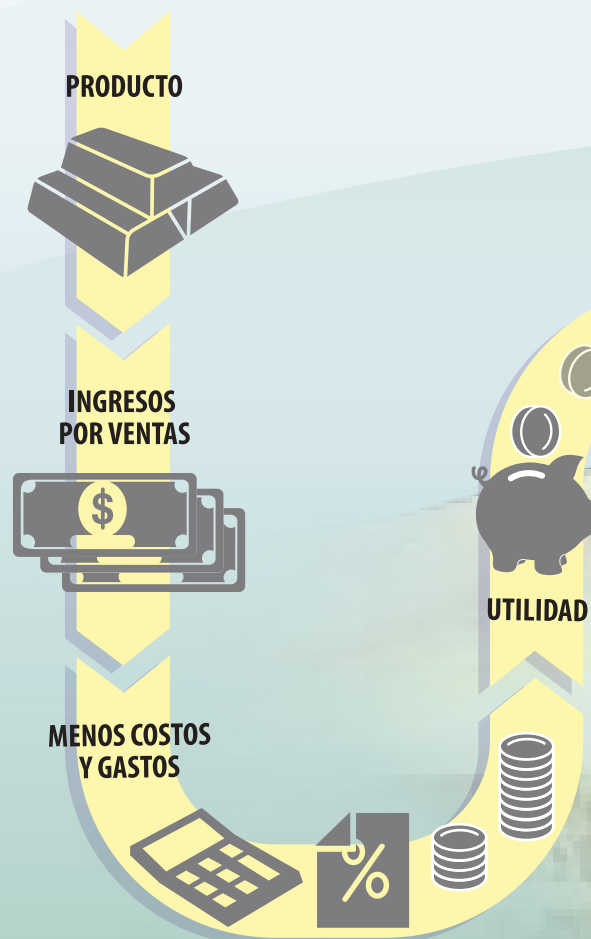 PRODUCTO
INGRESOS
POR VENTAS
$
MENOS COSTOS
Y GASTOS
%
UTILIDAD